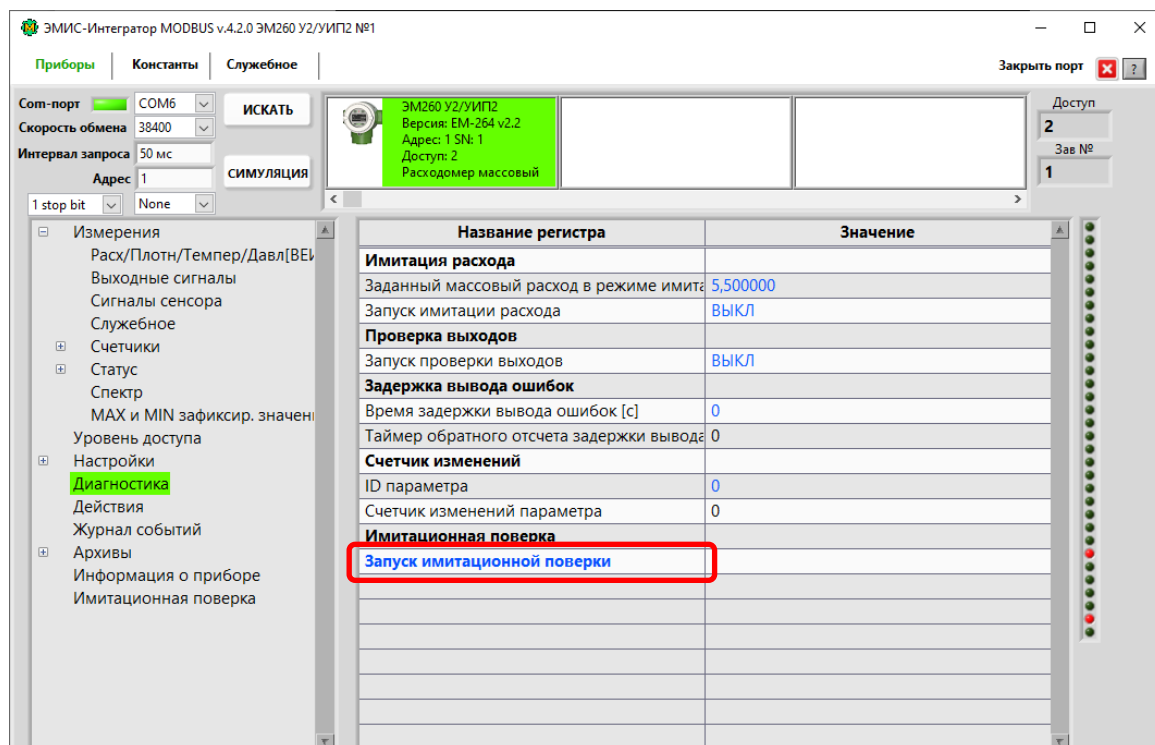 ЭМИС-Интегратор MODBUS v.4.2.0 ЭМ260 У2/УИП2 №1
Приборы Константы Служебное Закрыть порт ?
Com-порт COM6 ИСКАТЬ
Скорость обмена 38400
Интервал запроса 50 мс
Адрес 1 СИМУЛЯЦИЯ
1 stop bit None
ЭМ260 У2/УИП2
Версия: EM-264 v2.2
Адрес: 1 SN: 1
Доступ: 2
Расходомер массовый
Доступ
2
Зав №
1
Измерения
Расх/Плотн/Темпер/Давл[ВЕИ
Выходные сигналы
Сигналы сенсора
Служебное
Счетчики
Статус
Спектр
MAX и MIN зафиксир. значени
Уровень доступа
Настройки
Диагностика
Действия
Журнал событий
Архивы
Информация о приборе
Имитационная поверка
Название регистра Значение
Имитация расхода
Заданный массовый расход в режиме имита 5,500000
Запуск имитации расхода ВЫКЛ
Проверка выходов
Запуск проверки выходов ВЫКЛ
Задержка вывода ошибок
Время задержки вывода ошибок [с] 0
Таймер обратного отсчета задержки вывода 0
Счетчик изменений
ID параметра 0
Счетчик изменений параметра 0
Имитационная поверка
Запуск имитационной поверки